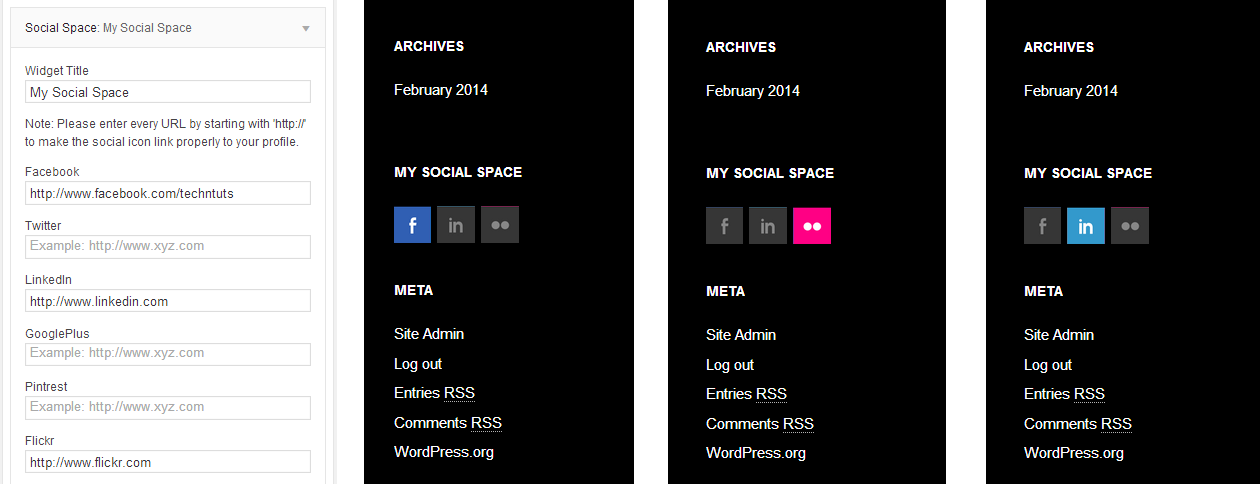 Social Space: My Social Space
Widget Title
My Social Space
Note: Please enter every URL by starting with 'http://'
to make the social icon link properly to your profile.
Facebook
http://www.facebook.com/techntuts
Twitter
Example: http://www.xyz.com
LinkedIn
http://www.linkedin.com
GooglePlus
Example: http://www.xyz.com
Pintrest
Example: http://www.xyz.com
Flickr
http://www.flickr.com
ARCHIVES
February 2014
MY SOCIAL SPACE
f in
META
Site Admin
Log out
Entries RSS
Comments RSS
WordPress.org
ARCHIVES
February 2014
MY SOCIAL SPACE
f in
META
Site Admin
Log out
Entries RSS
Comments RSS
WordPress.org
ARCHIVES
February 2014
MY SOCIAL SPACE
f in
META
Site Admin
Log out
Entries RSS
Comments RSS
WordPress.org